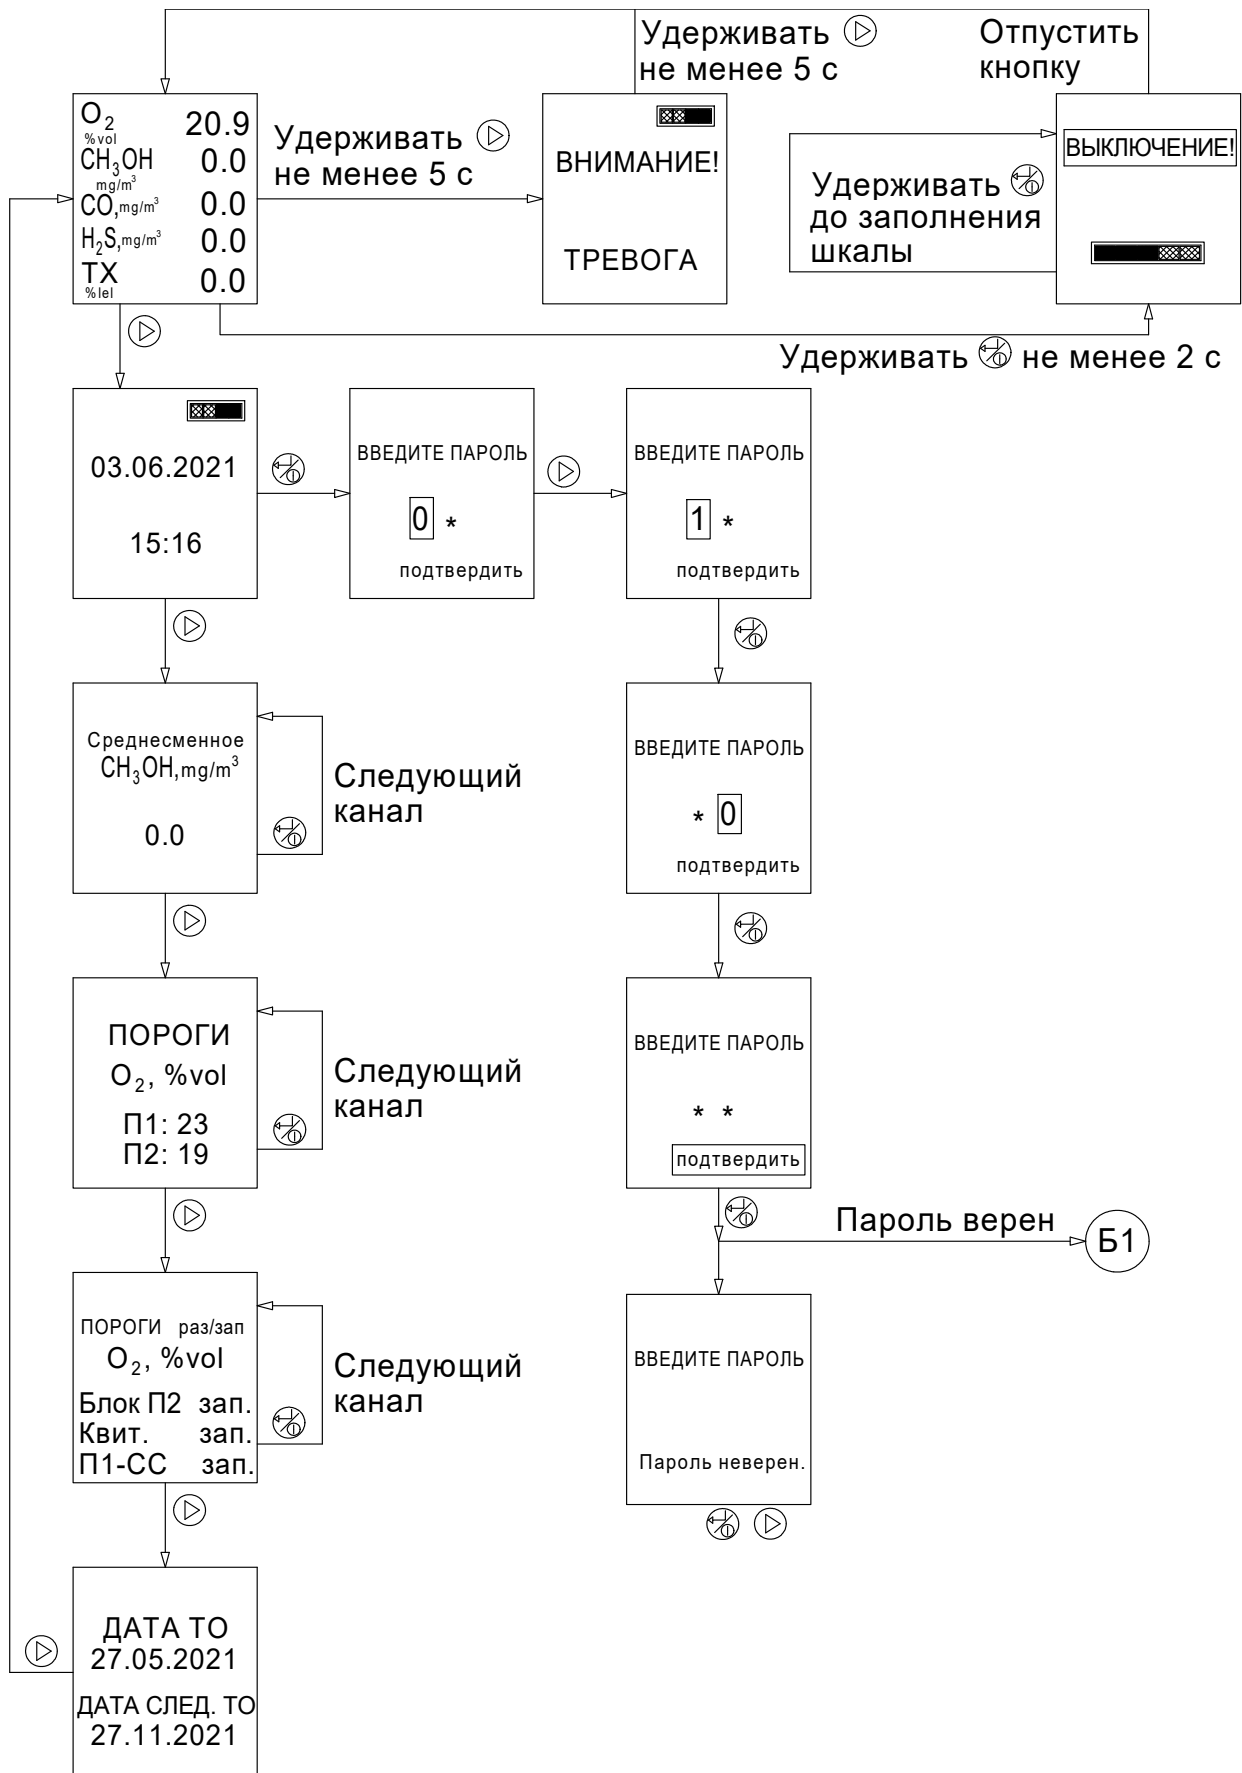 Удерживать
не менее 5 с
Отпустить
кнопку
O2 20.9
%vol
CH3OH 0.0
mg/m3
CO,mg/m3 0.0
H2S,mg/m3 0.0
TX 0.0
%lel
Удерживать
не менее 5 с
ВНИМАНИЕ!
ТРЕВОГА
Удерживать
до заполнения
шкалы
ВЫКЛЮЧЕНИЕ!
Удерживать не менее 2 с
03.06.2021
15:16
ВВЕДИТЕ ПАРОЛЬ
0 *
подтвердить
ВВЕДИТЕ ПАРОЛЬ
1 *
подтвердить
Среднесменное
CH3OH,mg/m3
0.0
Следующий
канал
ВВЕДИТЕ ПАРОЛЬ
* 0
подтвердить
ПОРОГИ
O2, %vol
П1: 23
П2: 19
Следующий
канал
ВВЕДИТЕ ПАРОЛЬ
* *
подтвердить
Пароль верен
Б1
ПОРОГИ раз/зап
O2, %vol
Блок П2 зап.
Квит. зап.
П1-СС зап.
Следующий
канал
ВВЕДИТЕ ПАРОЛЬ
Пароль неверен.
ДАТА ТО
27.05.2021
ДАТА СЛЕД. ТО
27.11.2021